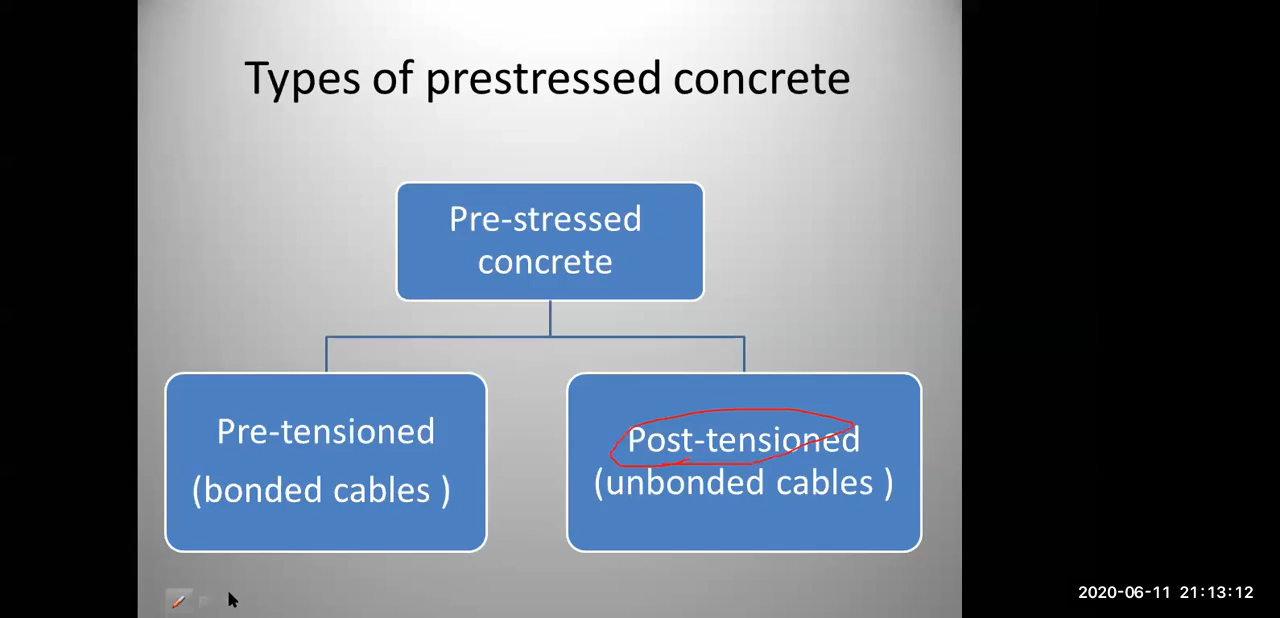 Types of prestressed concrete
Pre-stressed
concrete
Pre-tensioned
(bonded cables )
Post-tensioned
(unbonded cables )
2020-06-11 21:13:12